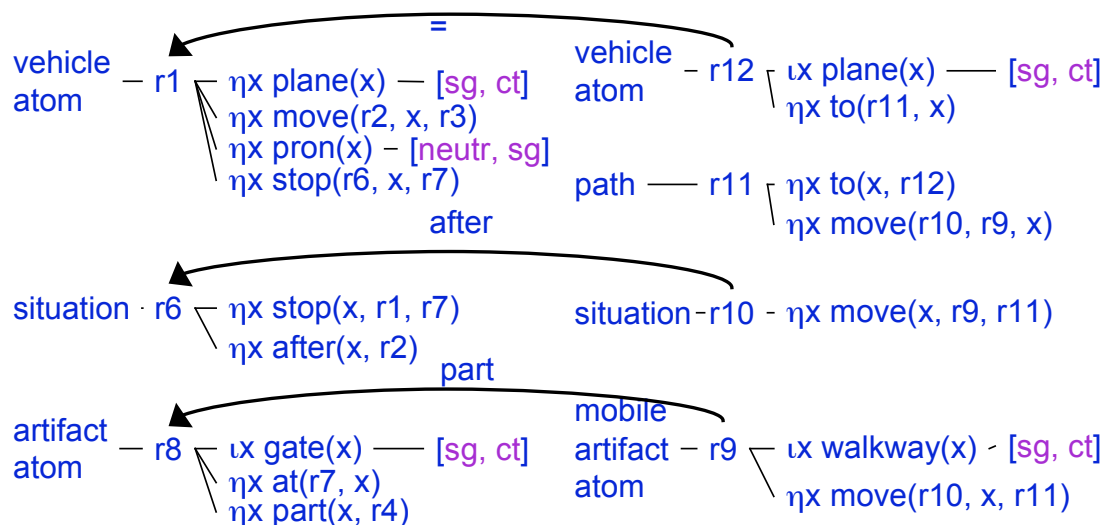 =
vehicle
atom
r1
ηx plane(x)
[sg, ct]
ηx move(r2, x, r3)
ηx pron(x)
[neutr, sg]
ηx stop(r6, x, r7)
vehicle
atom
r12
ιx plane(x)
[sg, ct]
ηx to(r11, x)
path
r11
ηx to(x, r12)
ηx move(r10, r9, x)
after
situation
r6
ηx stop(x, r1, r7)
ηx after(x, r2)
situation
r10
ηx move(x, r9, r11)
part
artifact
atom
r8
ιx gate(x)
[sg, ct]
ηx at(r7, x)
ηx part(x, r4)
mobile
artifact
atom
r9
ιx walkway(x)
[sg, ct]
ηx move(r10, x, r11)